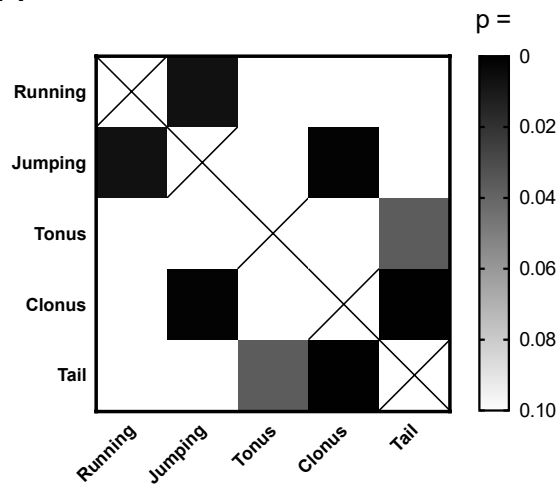 p =
Running
Jumping
Tonus
Clonus
Tail
0
0.02
0.04
0.06
0.08
0.10
Running
Jumping
Tonus
Clonus
Tail